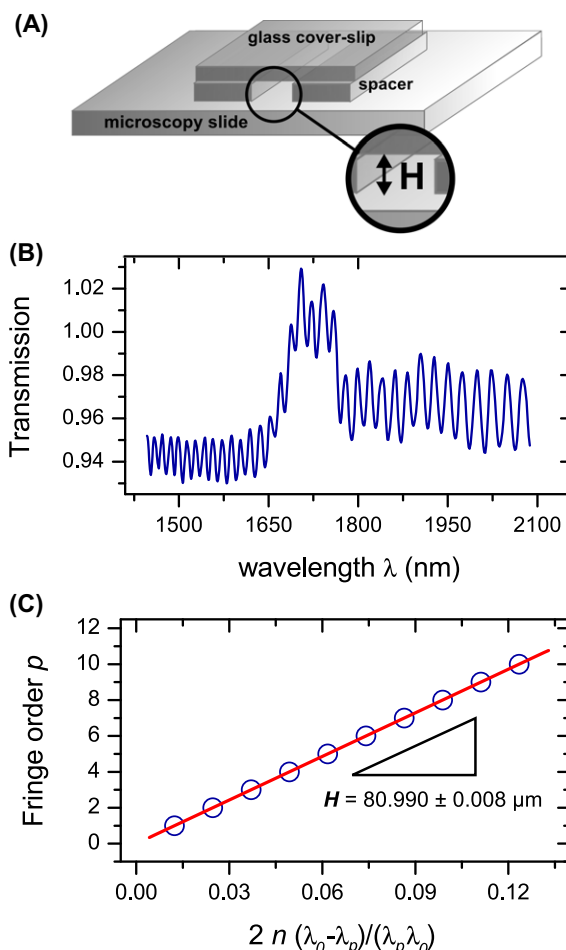 (A)
glass cover-slip
spacer
microscopy slide
H
(B)
1.02
1.00
0.98
0.96
0.94
Transmission
1500 1650 1800 1950 2100
wavelength λ (nm)
(C)
12
10
8
6
4
2
0
Fringe order p
H = 80.990 ± 0.008 µm
0.00 0.03 0.06 0.09 0.12
2 n (λ₀-λₚ)/(λₚλ₀)